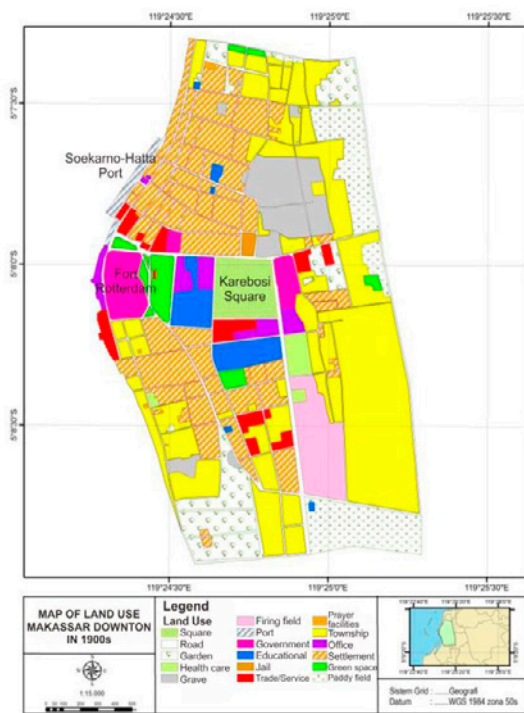 119°24'30"E 119°25'0"E 119°25'30"E
5°7'30"S
Soekarno-Hatta
Port
5°8'0"S
Fort
Rotterdam
Karebosi
Square
5°8'30"S
119°24'30"E 119°25'0"E 119°25'30"E
MAP OF LAND USE
MAKASSAR DOWNTON
IN 1900s
1:15.000
Legend
Land Use
Square
Road
Garden
Health care
Grave
Firing field
Port
Government
Educational
Jail
Trade/Service
Prayer
facilities
Township
Office
Settlement
Green space
Paddy field
Sistem Grid : ...... Geografi
Datum : ...... WGS 1984 zona 50s